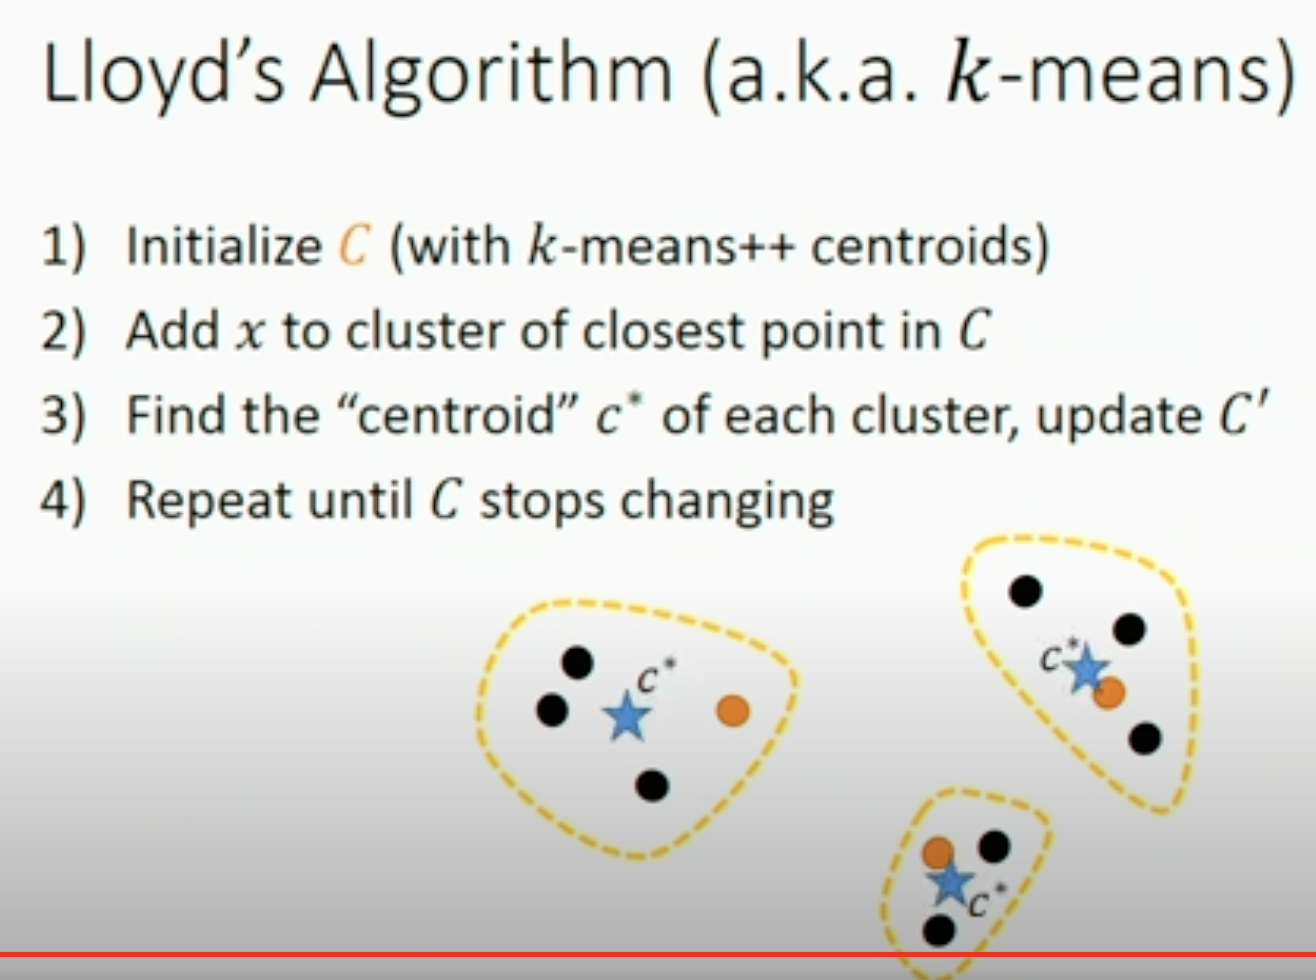 Lloyd's Algorithm (a.k.a. k-means)
1) Initialize C (with k-means++ centroids)
2) Add x to cluster of closest point in C
3) Find the “centroid” c* of each cluster, update C'
4) Repeat until C stops changing
c*
c*
c*